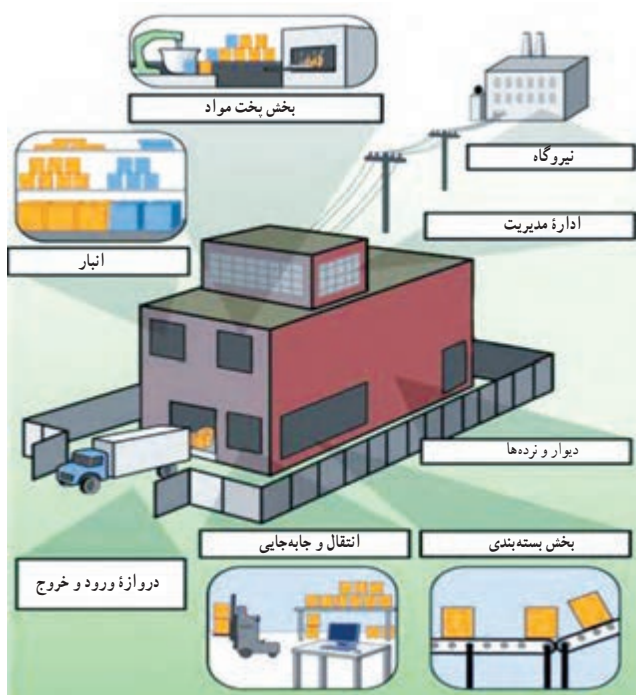 بخش پخت مواد
نیروگاه
ادارهٔ مدیریت
انبار
دیوار و نرده‌ها
بخش بسته‌بندی
انتقال و جابه‌جایی
دروازهٔ ورود و خروج